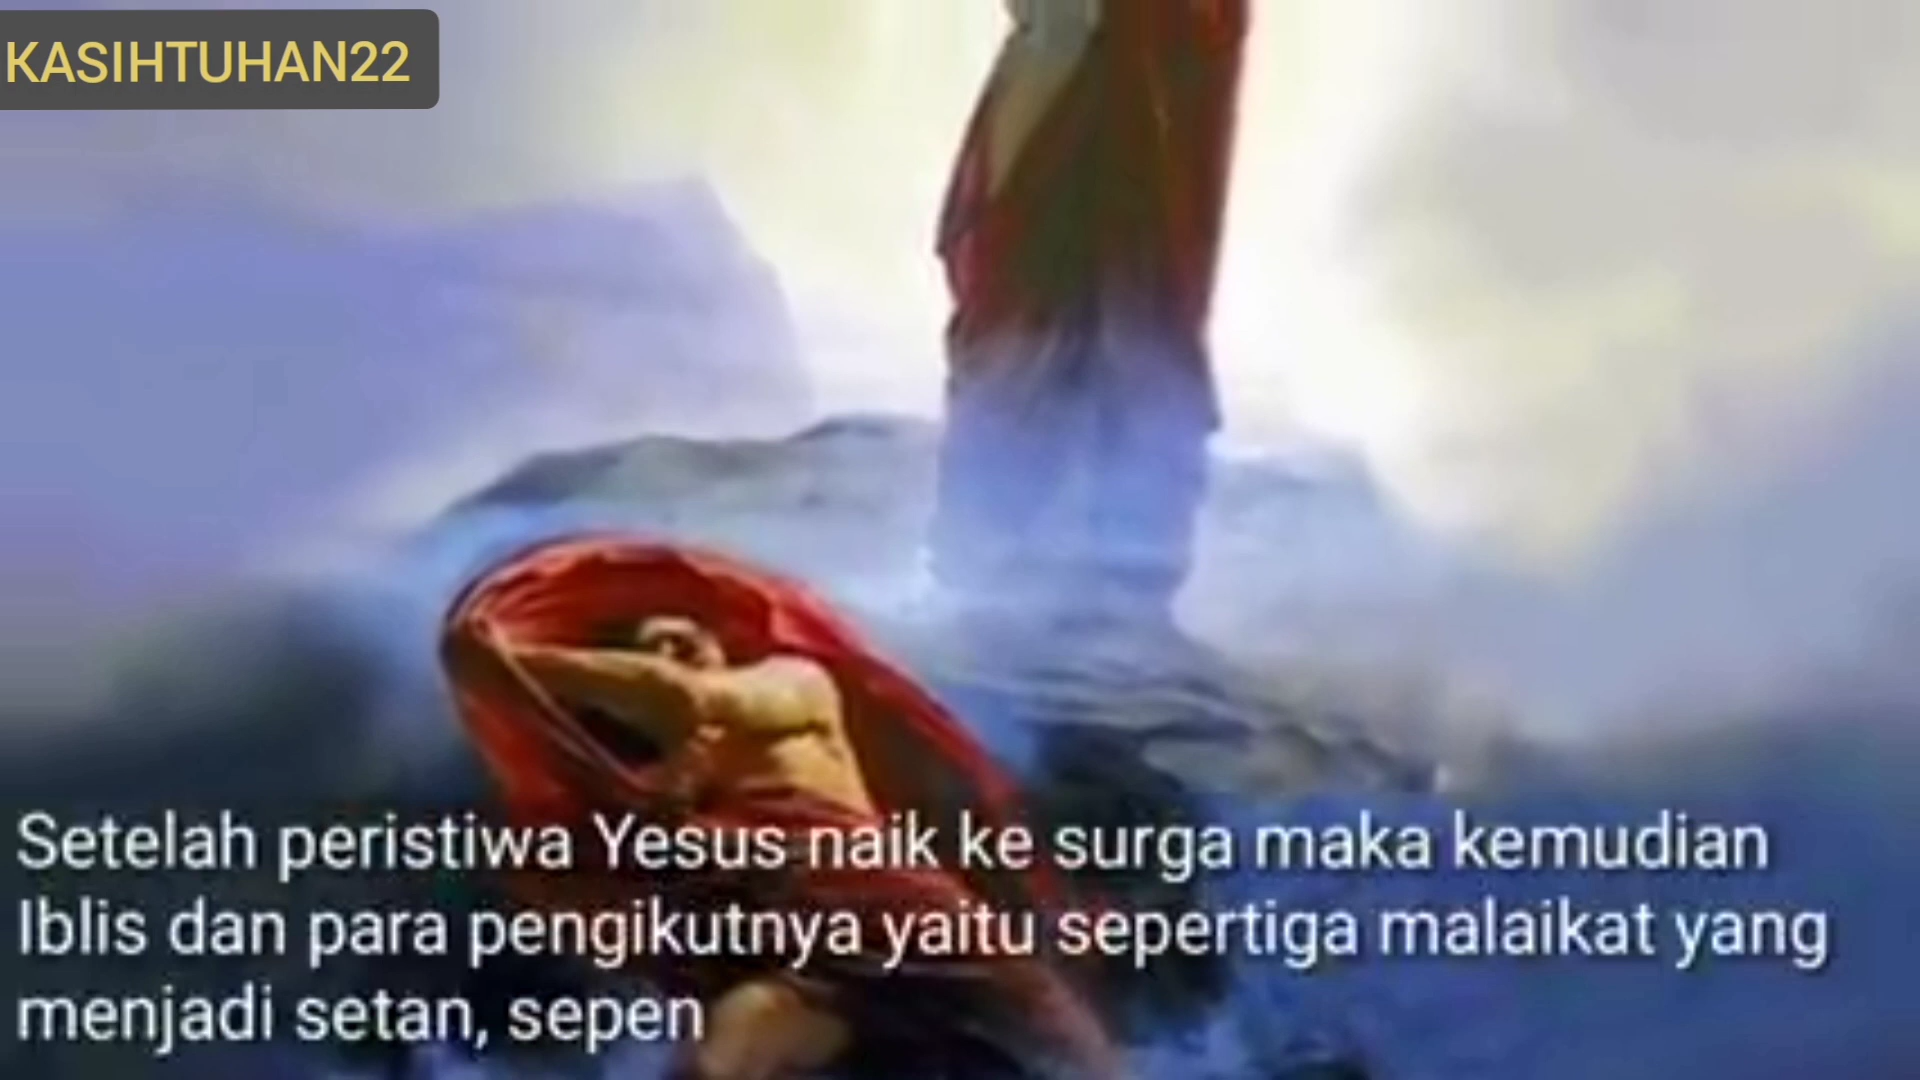 KASIHTUHAN22
Setelah peristiwa Yesus naik ke surga maka kemudian
Iblis dan para pengikutnya yaitu sepertiga malaikat yang
menjadi setan, sepen